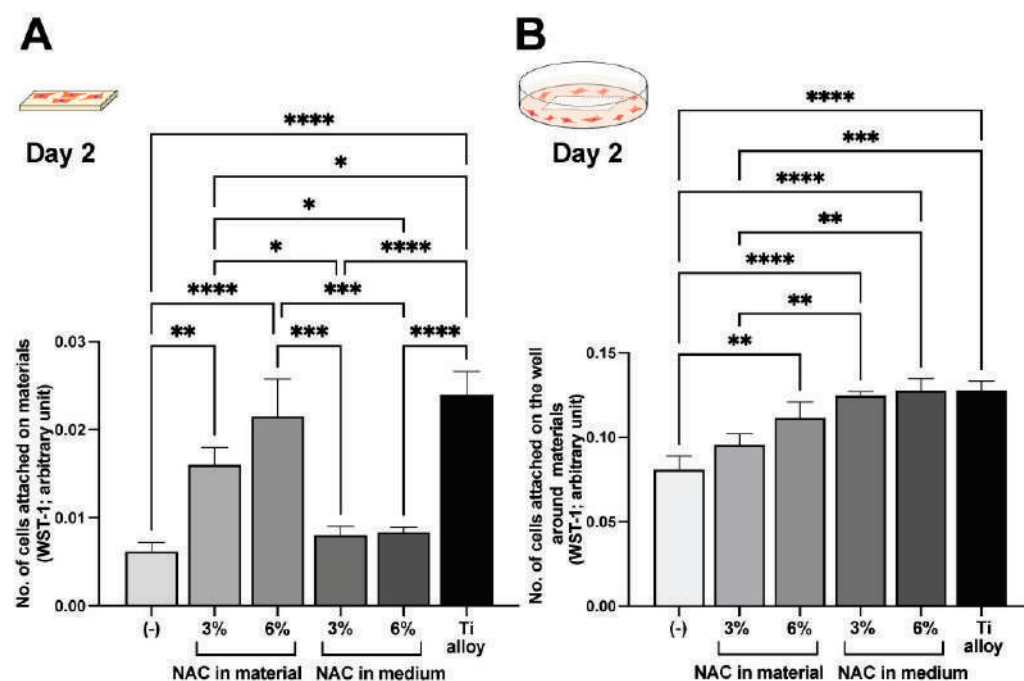 A
Day 2
****
*
*
*
****
****
***
**
***
****
No. of cells attached on materials
(WST-1; arbitrary unit)
0.03
0.02
0.01
0.00
(-)
3%
6%
3%
6%
Ti
alloy
NAC in material
NAC in medium
B
Day 2
****
***
****
**
****
**
**
No. of cells attached on the well
around materials
(WST-1; arbitrary unit)
0.15
0.10
0.05
0.00
(-)
3%
6%
3%
6%
Ti
alloy
NAC in material
NAC in medium